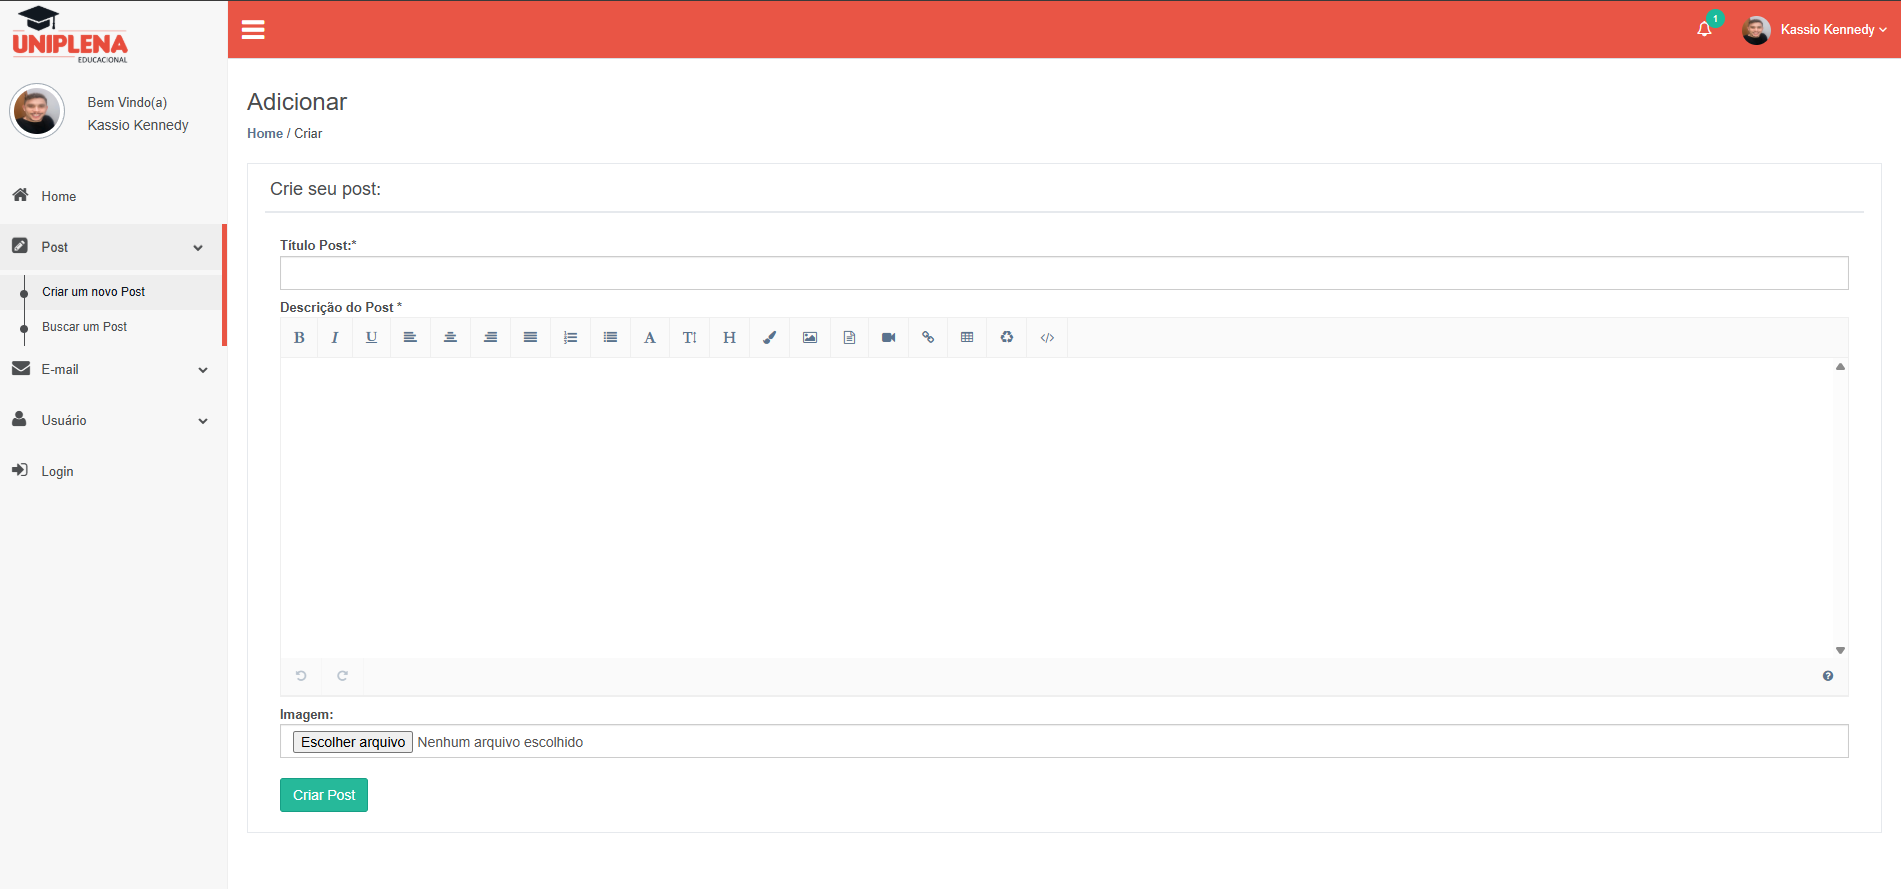 UNIPLENA
EDUCACIONAL
1
Kassio Kennedy
Bem Vindo(a)
Kassio Kennedy
Home
Post
Criar um novo Post
Buscar um Post
E-mail
Usuário
Login
Adicionar
Home / Criar
Crie seu post:
Título Post:*
Descrição do Post *
B I U A T H
Imagem:
Escolher arquivo Nenhum arquivo escolhido
Criar Post